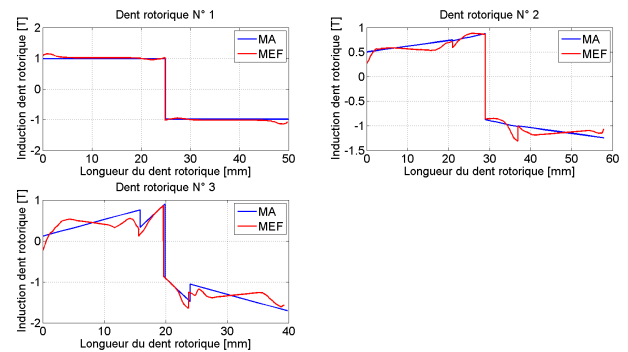 Dent rotorique N° 1
Induction dent rotorique [T]
2
1
0
-1
-2
MA
MEF
0 10 20 30 40 50
Longueur du dent rotorique [mm]
Dent rotorique N° 2
Induction dent rotorique [T]
1
0.5
0
-0.5
-1
-1.5
MA
MEF
0 10 20 30 40 50 60
Longueur du dent rotorique [mm]
Dent rotorique N° 3
Induction dent rotorique [T]
1
0
-1
-2
MA
MEF
0 10 20 30 40
Longueur du dent rotorique [mm]